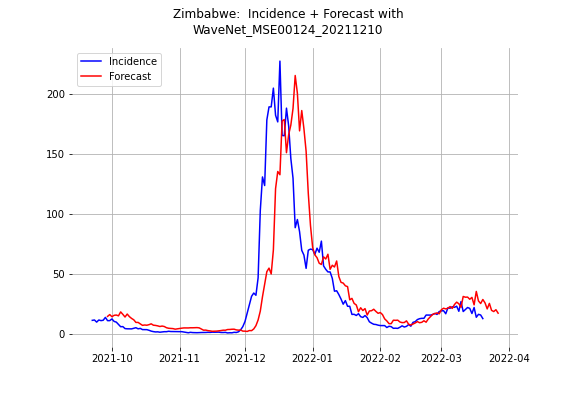 Zimbabwe:  Incidence + Forecast with
WaveNet_MSE00124_20211210
Incidence
Forecast
200
150
100
50
0
2021-10 2021-11 2021-12 2022-01 2022-02 2022-03 2022-04